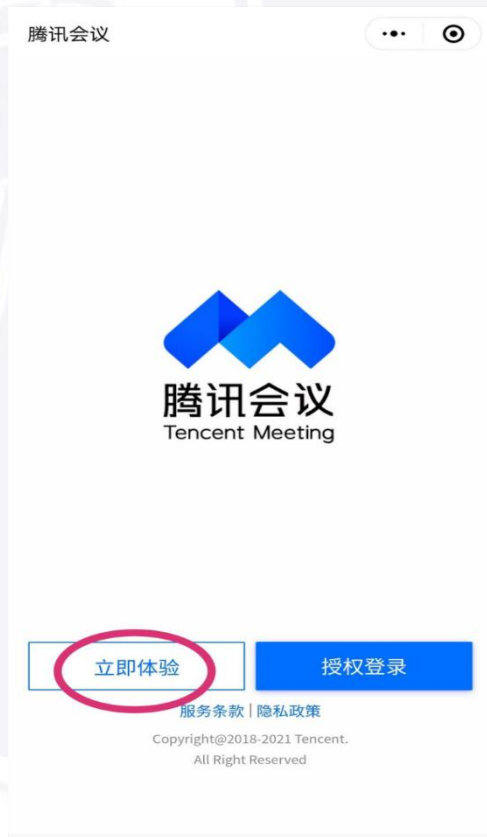 腾讯会议
腾讯会议
Tencent Meeting
立即体验
授权登录
服务条款 | 隐私政策
Copyright@2018-2021 Tencent.
All Right Reserved